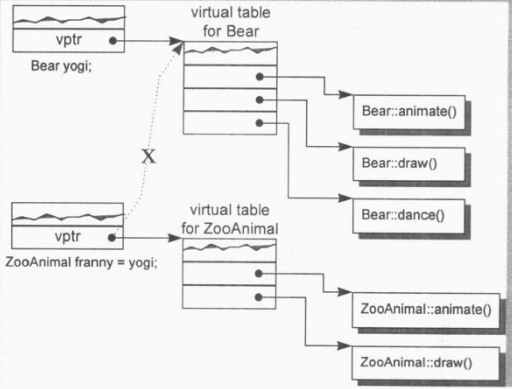 virtual table
for Bear
vptr
Bear yogi;
Bear::animate()
X
Bear::draw()
Bear::dance()
virtual table
for ZooAnimal
vptr
ZooAnimal franny = yogi;
ZooAnimal::animate()
ZooAnimal::draw()